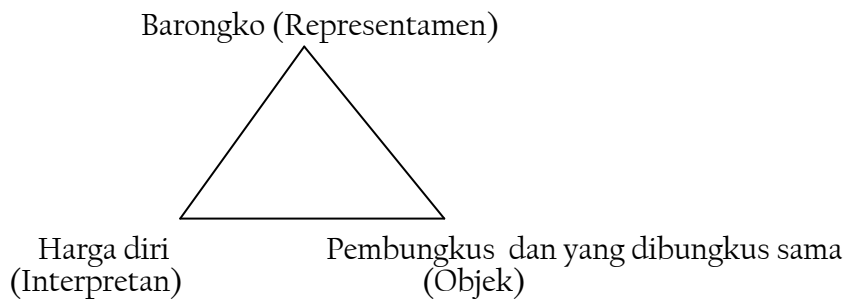 Barongko (Representamen)
Harga diri
(Interpretan)
Pembungkus dan yang dibungkus sama
(Objek)